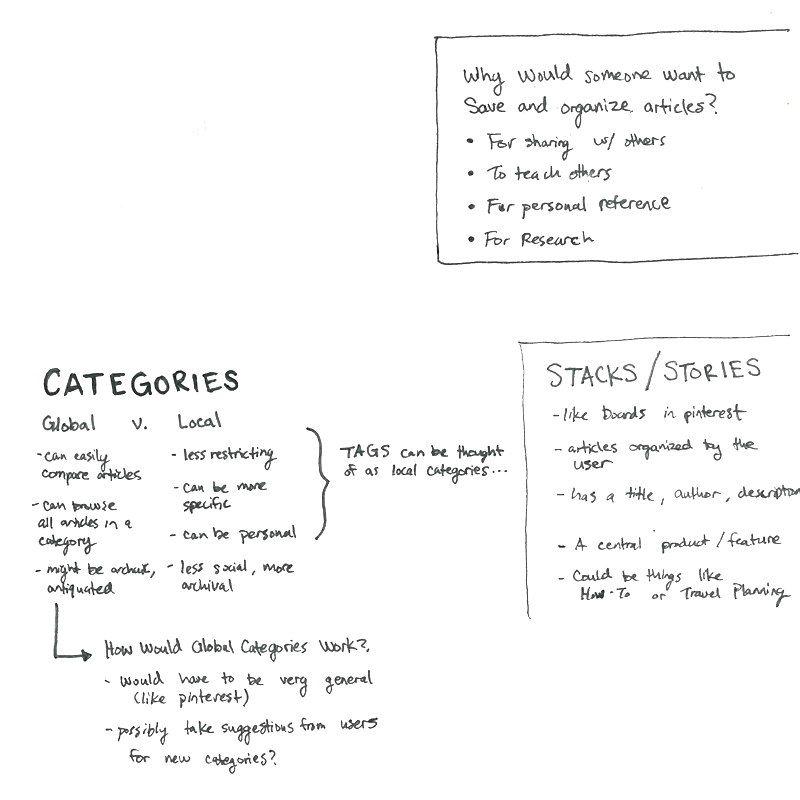 Why Would someone want to
Save and organize articles?
• For sharing w/ others
• To teach others
• For personal reference
• For Research
CATEGORIES
Global v. Local
- can easily
compare articles
- can browse
all articles in a
category
- might be archaic,
antiquated
- less restricting
- can be more
specific
- can be personal
- less social, more
archival
TAGS can be thought
of as local categories...
How Would Global Categories Work?
- would have to be very general
(like pinterest)
- possibly take suggestions from users
for new categories?
STACKS/STORIES
- like boards in pinterest
- articles organized by the
user
- has a title, author, description
- A central product/feature
- Could be things like
How-To or Travel Planning